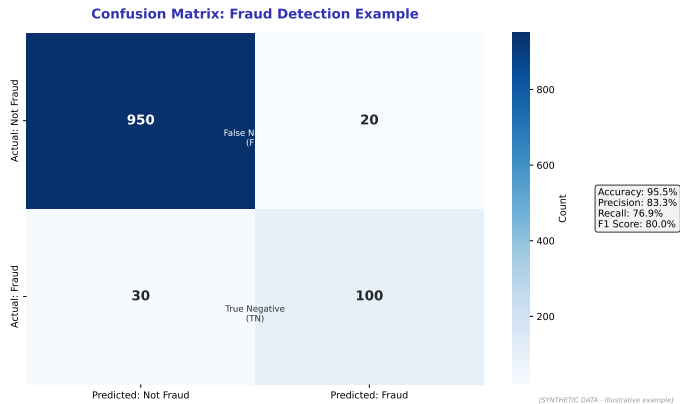 Confusion Matrix: Fraud Detection Example
Actual: Not Fraud
950
20
False
(F
Actual: Fraud
30
100
True Negative
(TN)
Predicted: Not Fraud
Predicted: Fraud
800
600
400
200
Count
Accuracy: 95.5%
Precision: 83.3%
Recall: 76.9%
F1 Score: 80.0%
[SYNTHETIC DATA - Illustrative example]